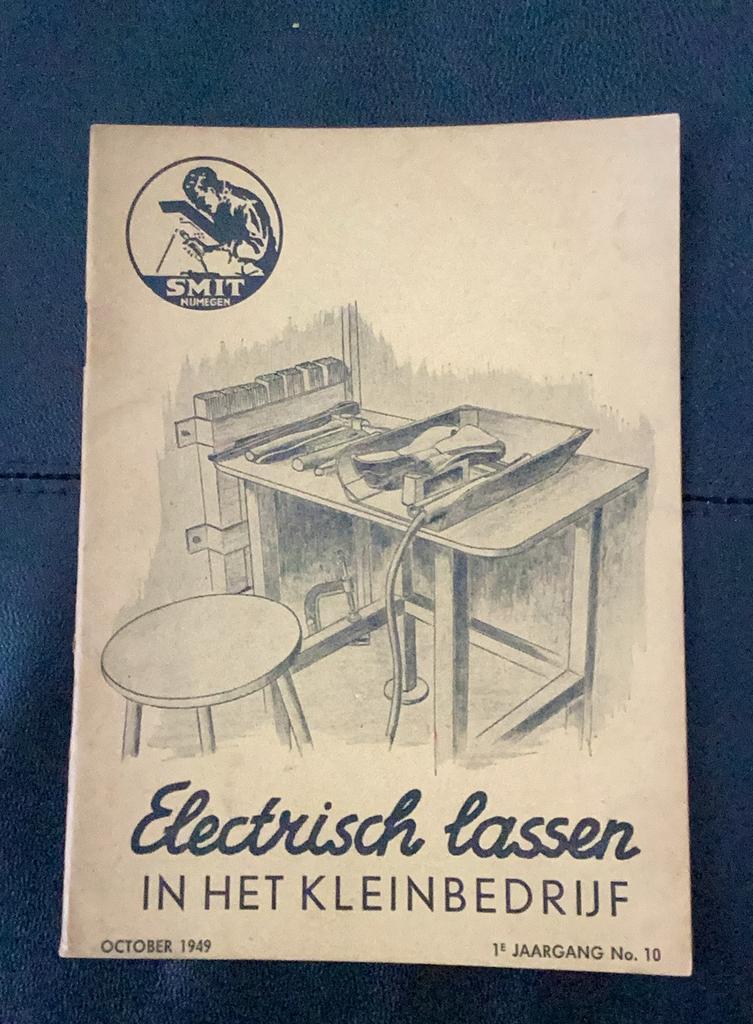 SMIT
NIJMEGEN
Electrisch lassen
IN HET KLEINBEDRIJF
OCTOBER 1949
1E JAARGANG No. 10